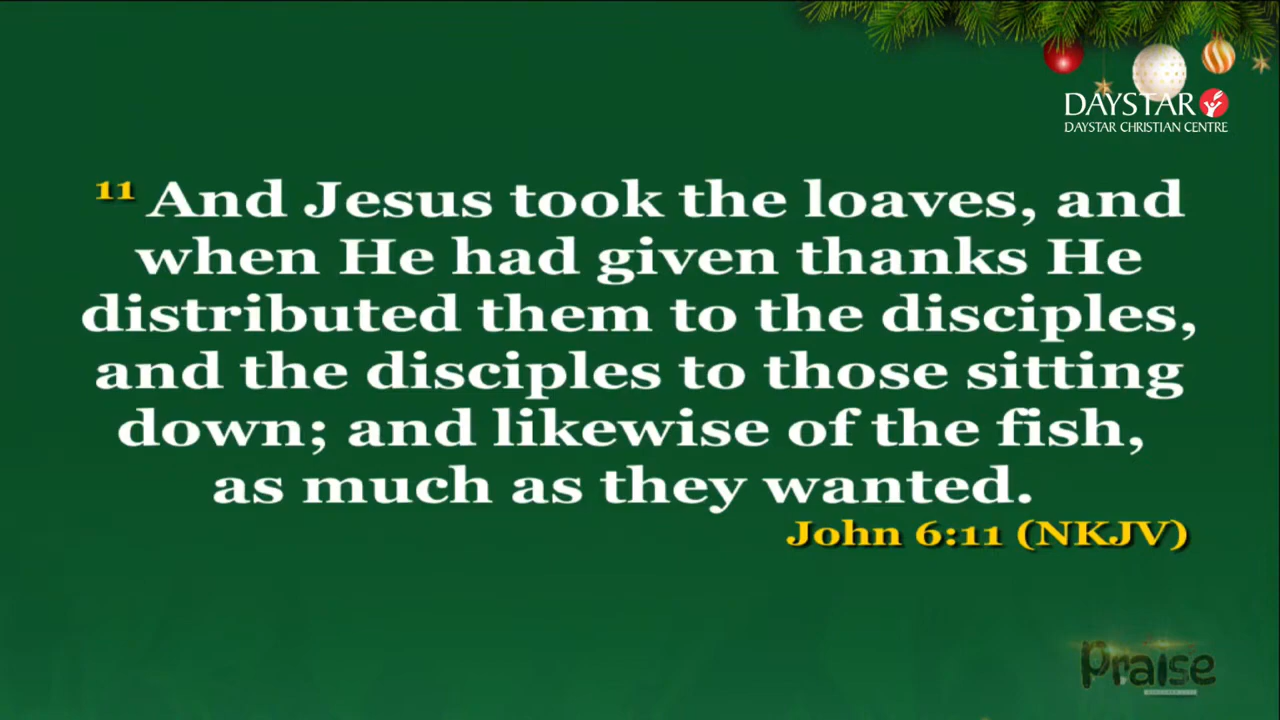 DAYSTAR
DAYSTAR CHRISTIAN CENTRE
11 And Jesus took the loaves, and
when He had given thanks He
distributed them to the disciples,
and the disciples to those sitting
down; and likewise of the fish,
as much as they wanted.
John 6:11 (NKJV)
Praise